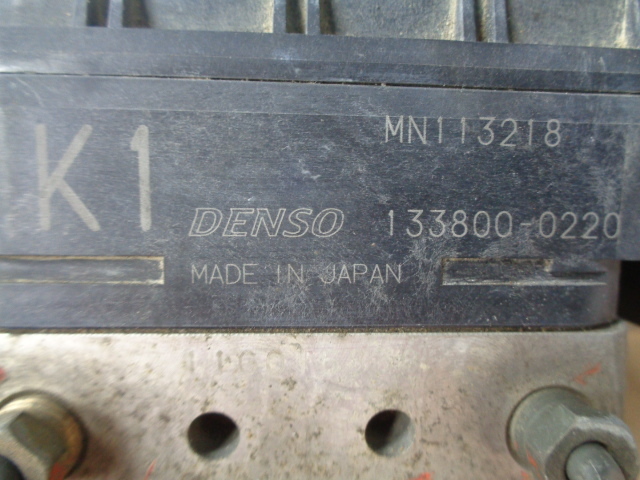 MN113218
K1
DENSO 133800-0220
MADE IN JAPAN